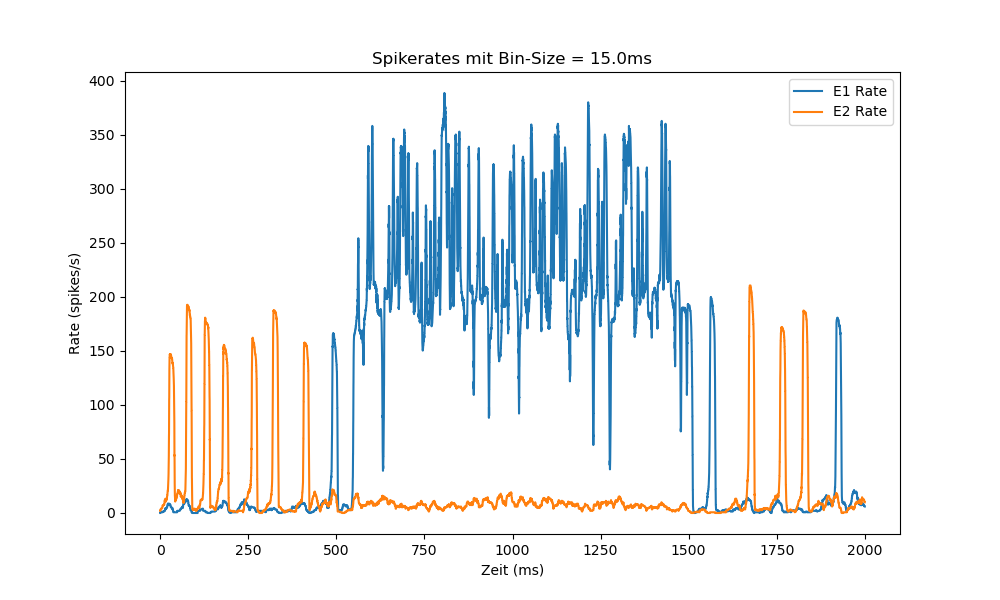 Spikerates mit Bin-Size = 15.0ms
E1 Rate
E2 Rate
Rate (spikes/s)
400
350
300
250
200
150
100
50
0
0 250 500 750 1000 1250 1500 1750 2000
Zeit (ms)